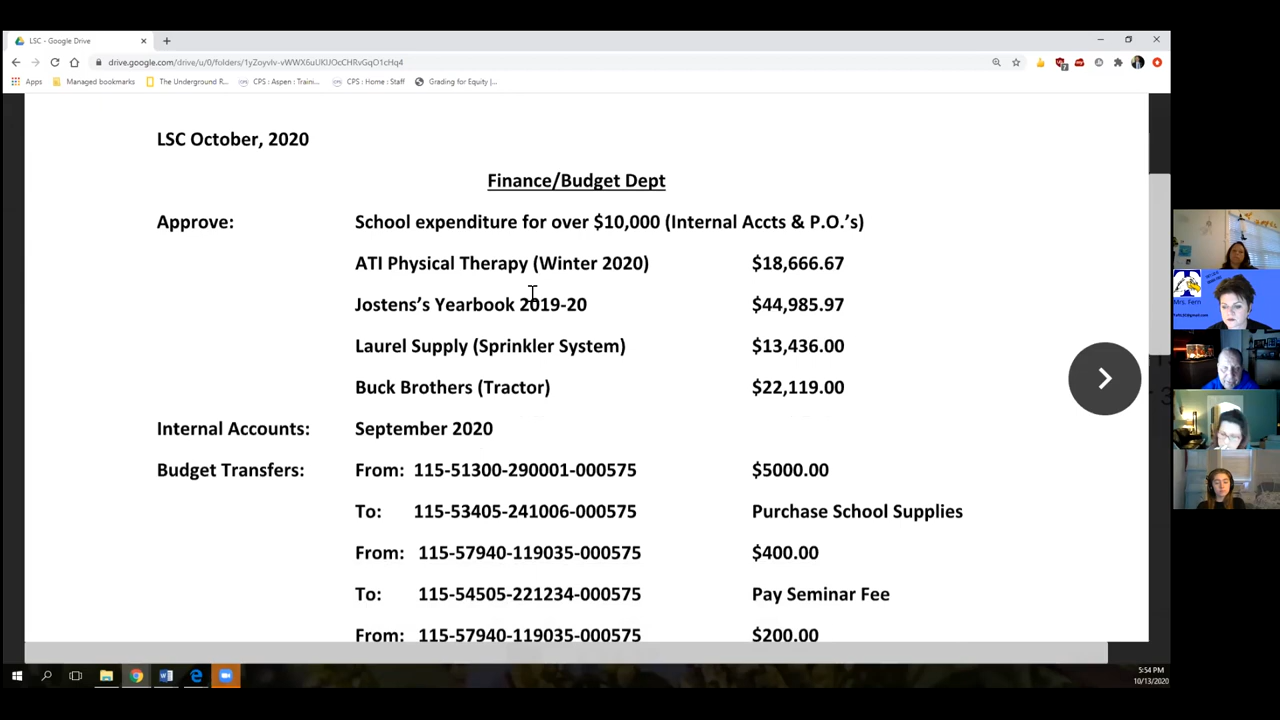 LSC - Google Drive
drive.google.com/drive/u/0/folders/
Apps Managed bookmarks The Underground R... CPS : Aspen : Traini... CPS : Home : Staff Grading for Equity |...
LSC October, 2020
Finance/Budget Dept
Approve: School expenditure for over $10,000 (Internal Accts & P.O.’s)
ATI Physical Therapy (Winter 2020) $18,666.67
Jostens’s Yearbook 2019-20 $44,985.97
Laurel Supply (Sprinkler System) $13,436.00
Buck Brothers (Tractor) $22,119.00
Internal Accounts: September 2020
Budget Transfers: From: 115-51300-290001-000575 $5000.00
To: 115-53405-241006-000575 Purchase School Supplies
From: 115-57940-119035-000575 $400.00
To: 115-54505-221234-000575 Pay Seminar Fee
From: 115-57940-119035-000575 $200.00
Mrs. Fern
5:54 PM
10/13/2020